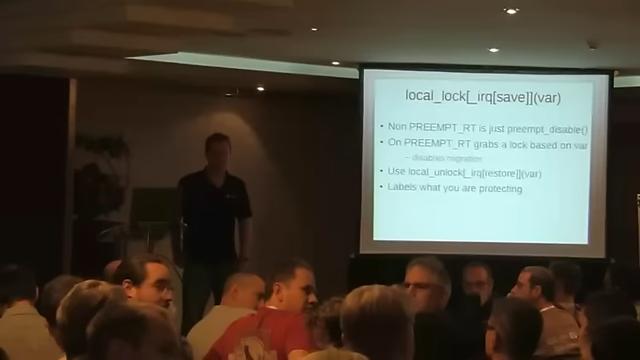 local_lock[_irq[save]](var)
• Non PREEMPT_RT is just preempt_disable()
• On PREEMPT_RT grabs a lock based on var
– disables migration
• Use local_unlock[_irq[restore]](var)
• Labels what you are protecting